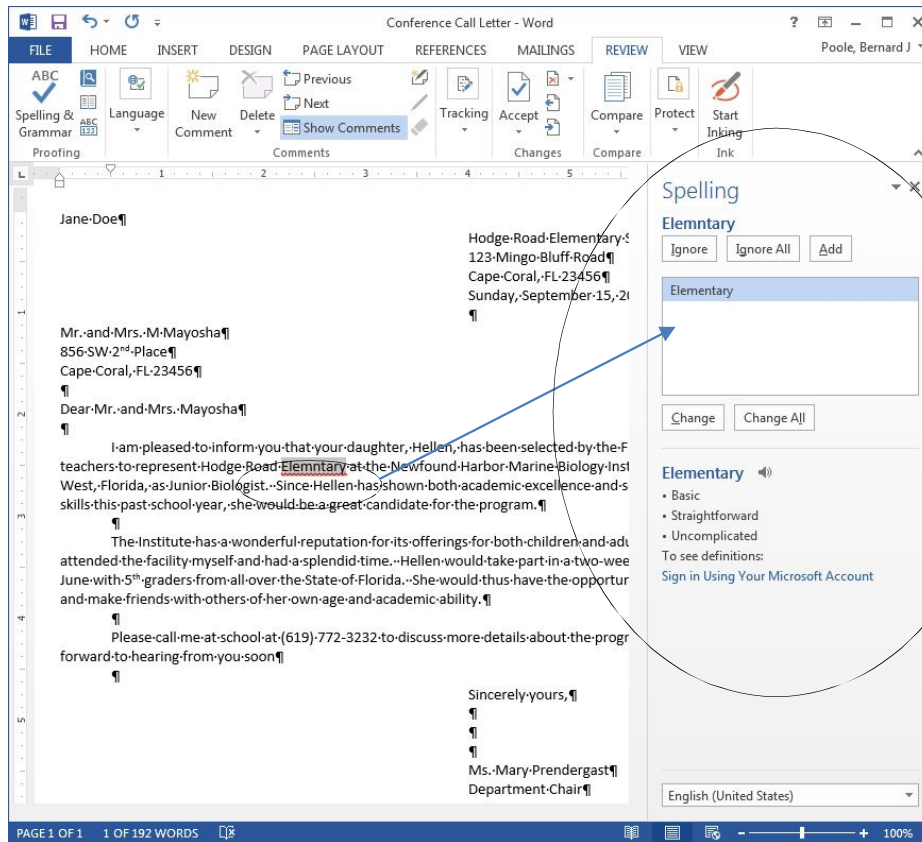 Conference Call Letter - Word
FILE HOME INSERT DESIGN PAGE LAYOUT REFERENCES MAILINGS REVIEW VIEW Poole, Bernard J
ABC
Spelling &
Grammar
ABC
123
Language
New
Comment
Delete
Previous
Next
Show Comments
Tracking
Accept
Compare
Protect
Start
Inking
Proofing Comments Changes Compare Ink
1 2 3 4 5
Jane·Doe¶
Hodge·Road·Elementary·S
123·Mingo·Bluff·Road¶
Cape·Coral,·FL·23456¶
Sunday,·September·15,·20
¶
Mr.·and·Mrs.·M·Mayosha¶
856·SW·2nd·Place¶
Cape·Coral,·FL·23456¶
¶
Dear·Mr.·and·Mrs.·Mayosha¶
¶
I·am·pleased·to·inform·you·that·your·daughter,·Hellen,·has·been·selected·by·the·F
teachers·to·represent·Hodge·Road·Elemntary·at·the·Newfound·Harbor·Marine·Biology·Inst
West,·Florida,·as·Junior·Biologist.··Since·Hellen·has·shown·both·academic·excellence·and·s
skills·this·past·school·year,·she·would·be·a·great·candidate·for·the·program.¶
¶
The·Institute·has·a·wonderful·reputation·for·its·offerings·for·both·children·and·adu
attended·the·facility·myself·and·had·a·splendid·time.··Hellen·would·take·part·in·a·two-wee
June·with·5th·graders·from·all·over·the·State·of·Florida.··She·would·thus·have·the·opportun
and·make·friends·with·others·of·her·own·age·and·academic·ability.¶
¶
Please·call·me·at·school·at·(619)·772-3232·to·discuss·more·details·about·the·progr
forward·to·hearing·from·you·soon¶
¶
Sincerely·yours,¶
¶
¶
¶
Ms.·Mary·Prendergast¶
Department·Chair¶
Spelling
Elemntary
Ignore Ignore All Add
Elementary
Change Change All
Elementary
• Basic
• Straightforward
• Uncomplicated
To see definitions:
Sign in Using Your Microsoft Account
English (United States)
PAGE 1 OF 1 1 OF 192 WORDS 100%